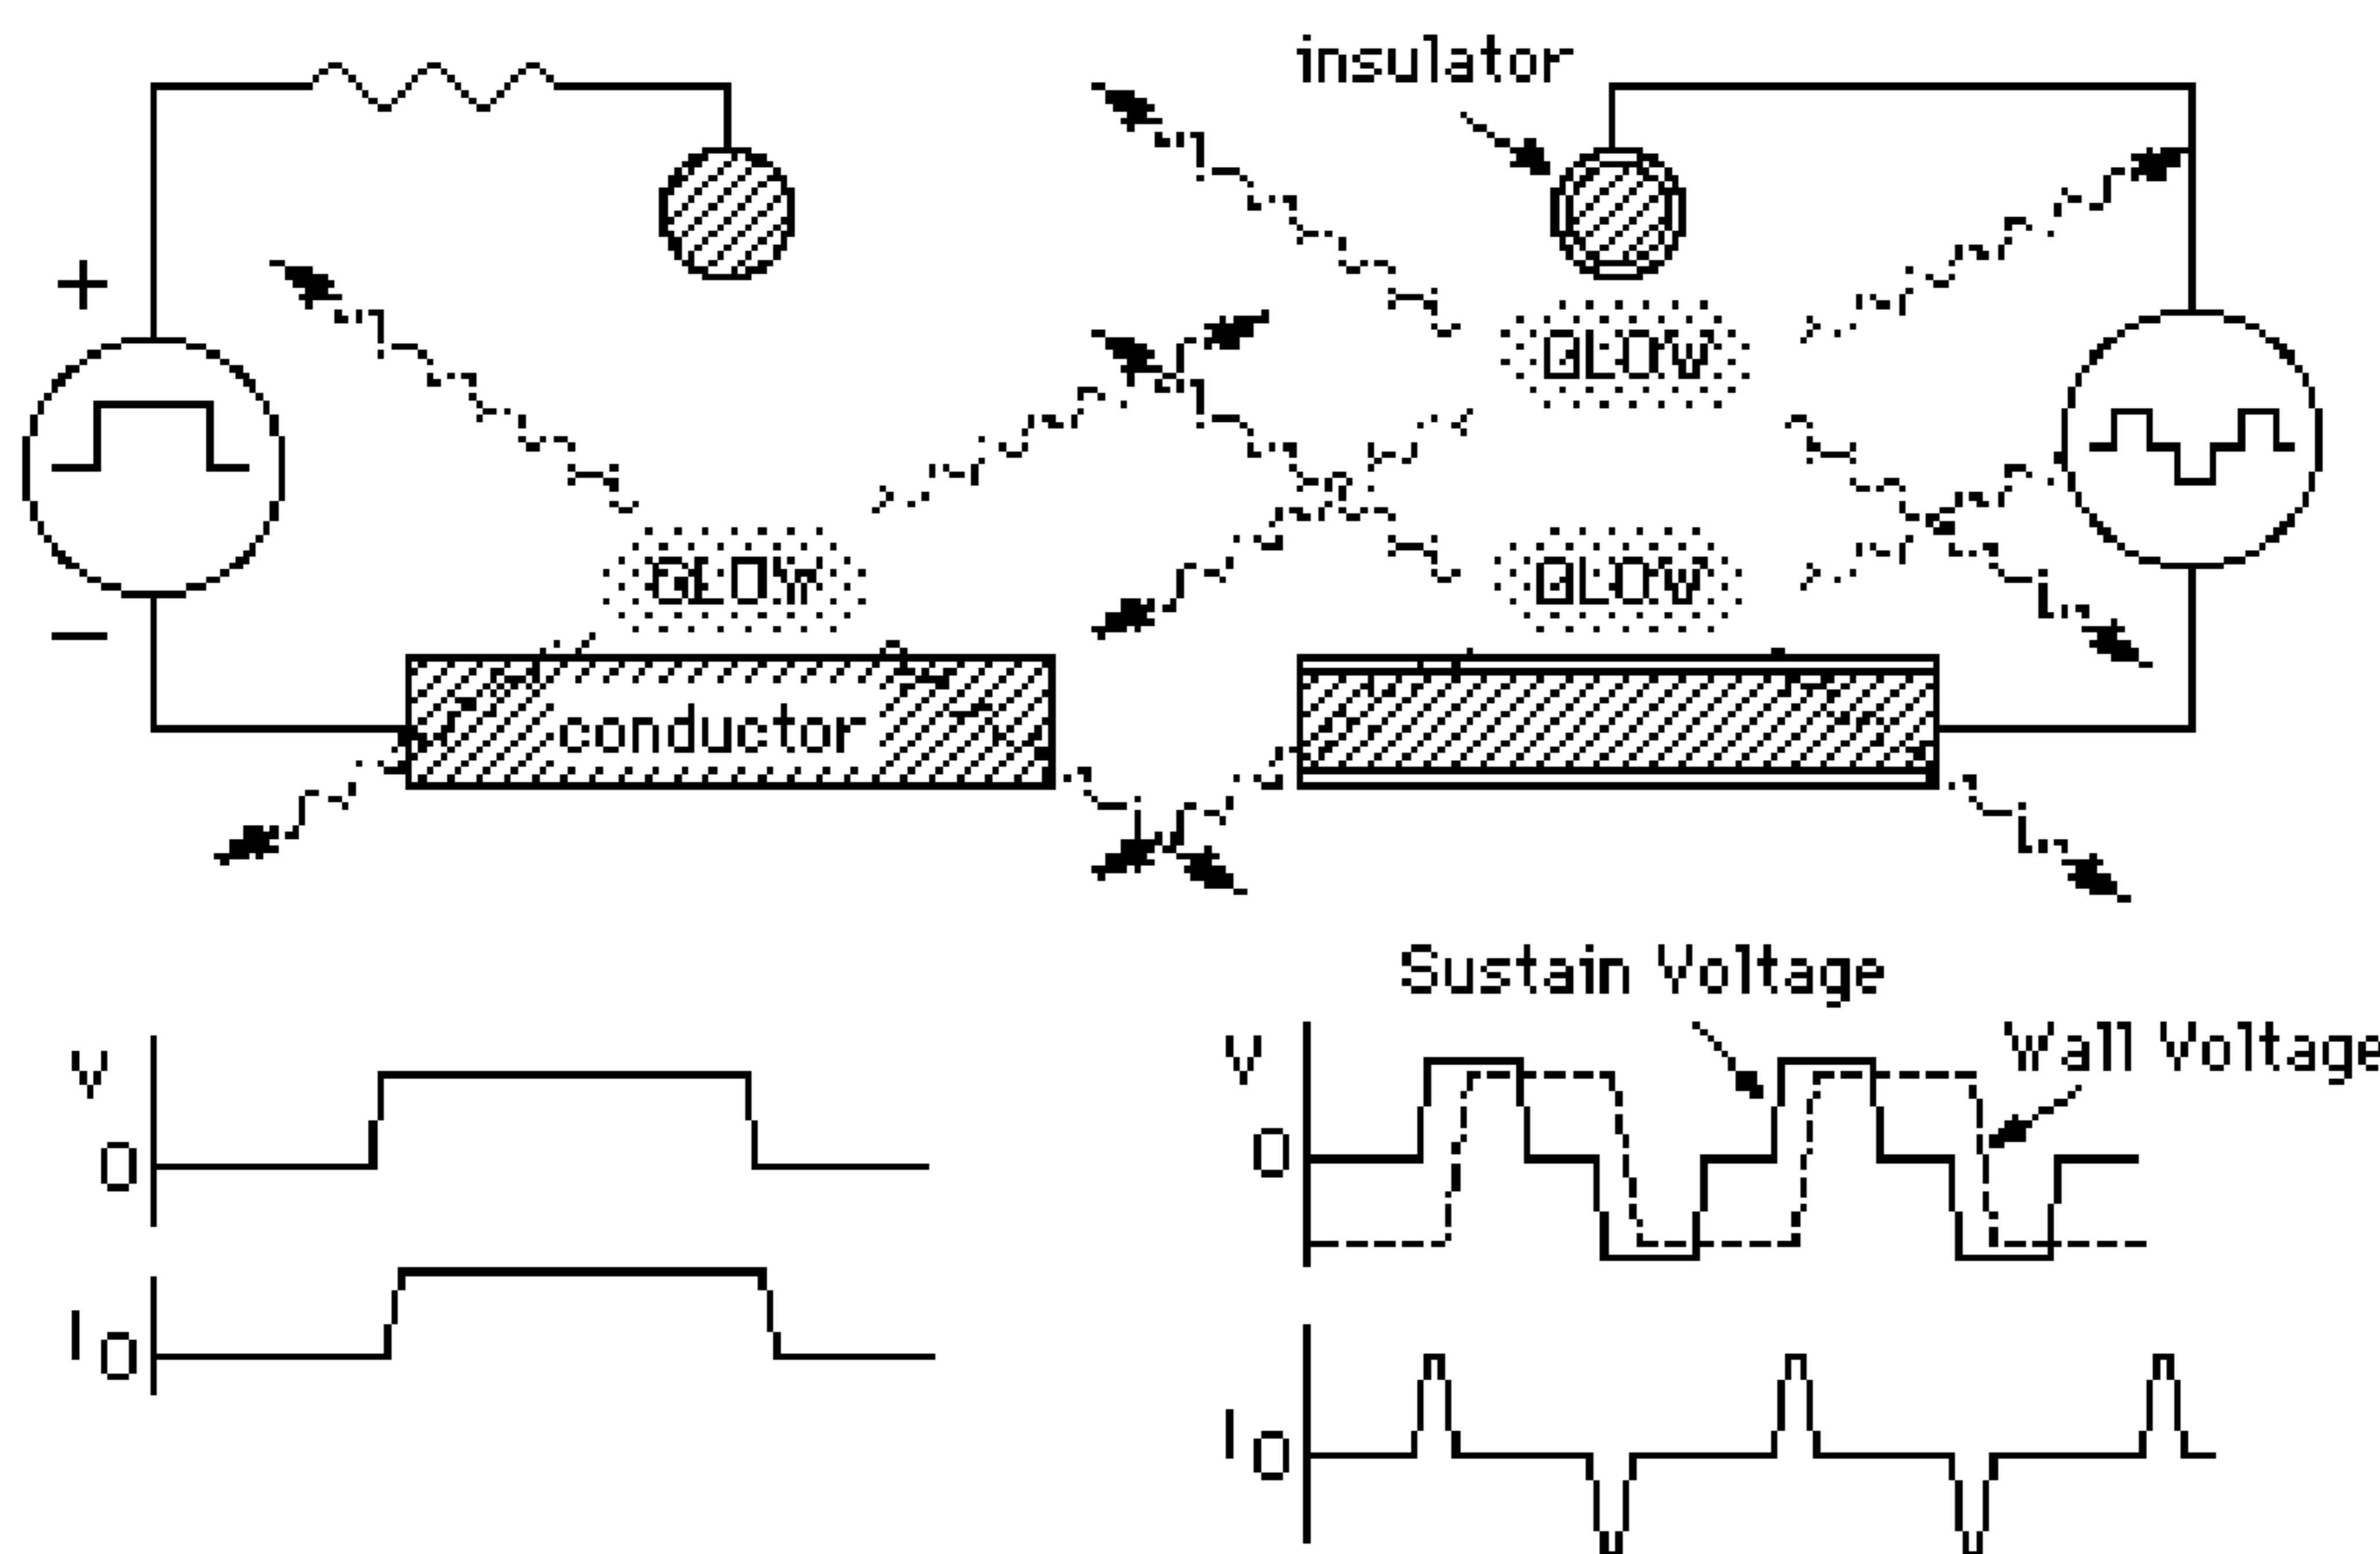 insulator
+
GLOW
GLOW
GLOW
−
conductor
Sustain Voltage
Wall Voltage
V
0
V
0
I 0
I 0